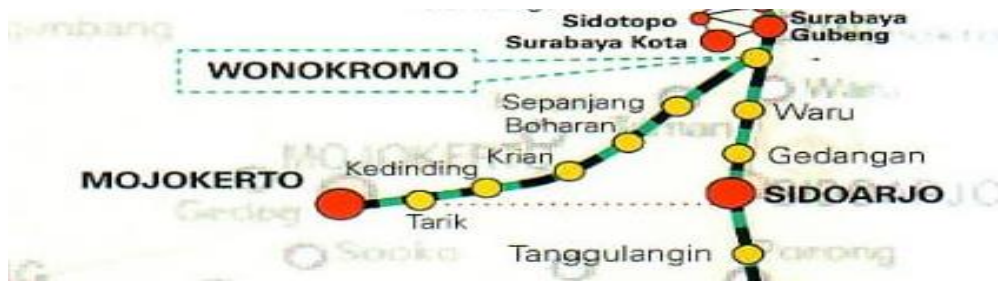 Sidotopo
Surabaya
Gubeng
Surabaya Kota
WONOKROMO
Sepanjang
Waru
Boharan
Krian
Gedangan
Kedinding
MOJOKERTO
SIDOARJO
Tarik
Tanggulangin